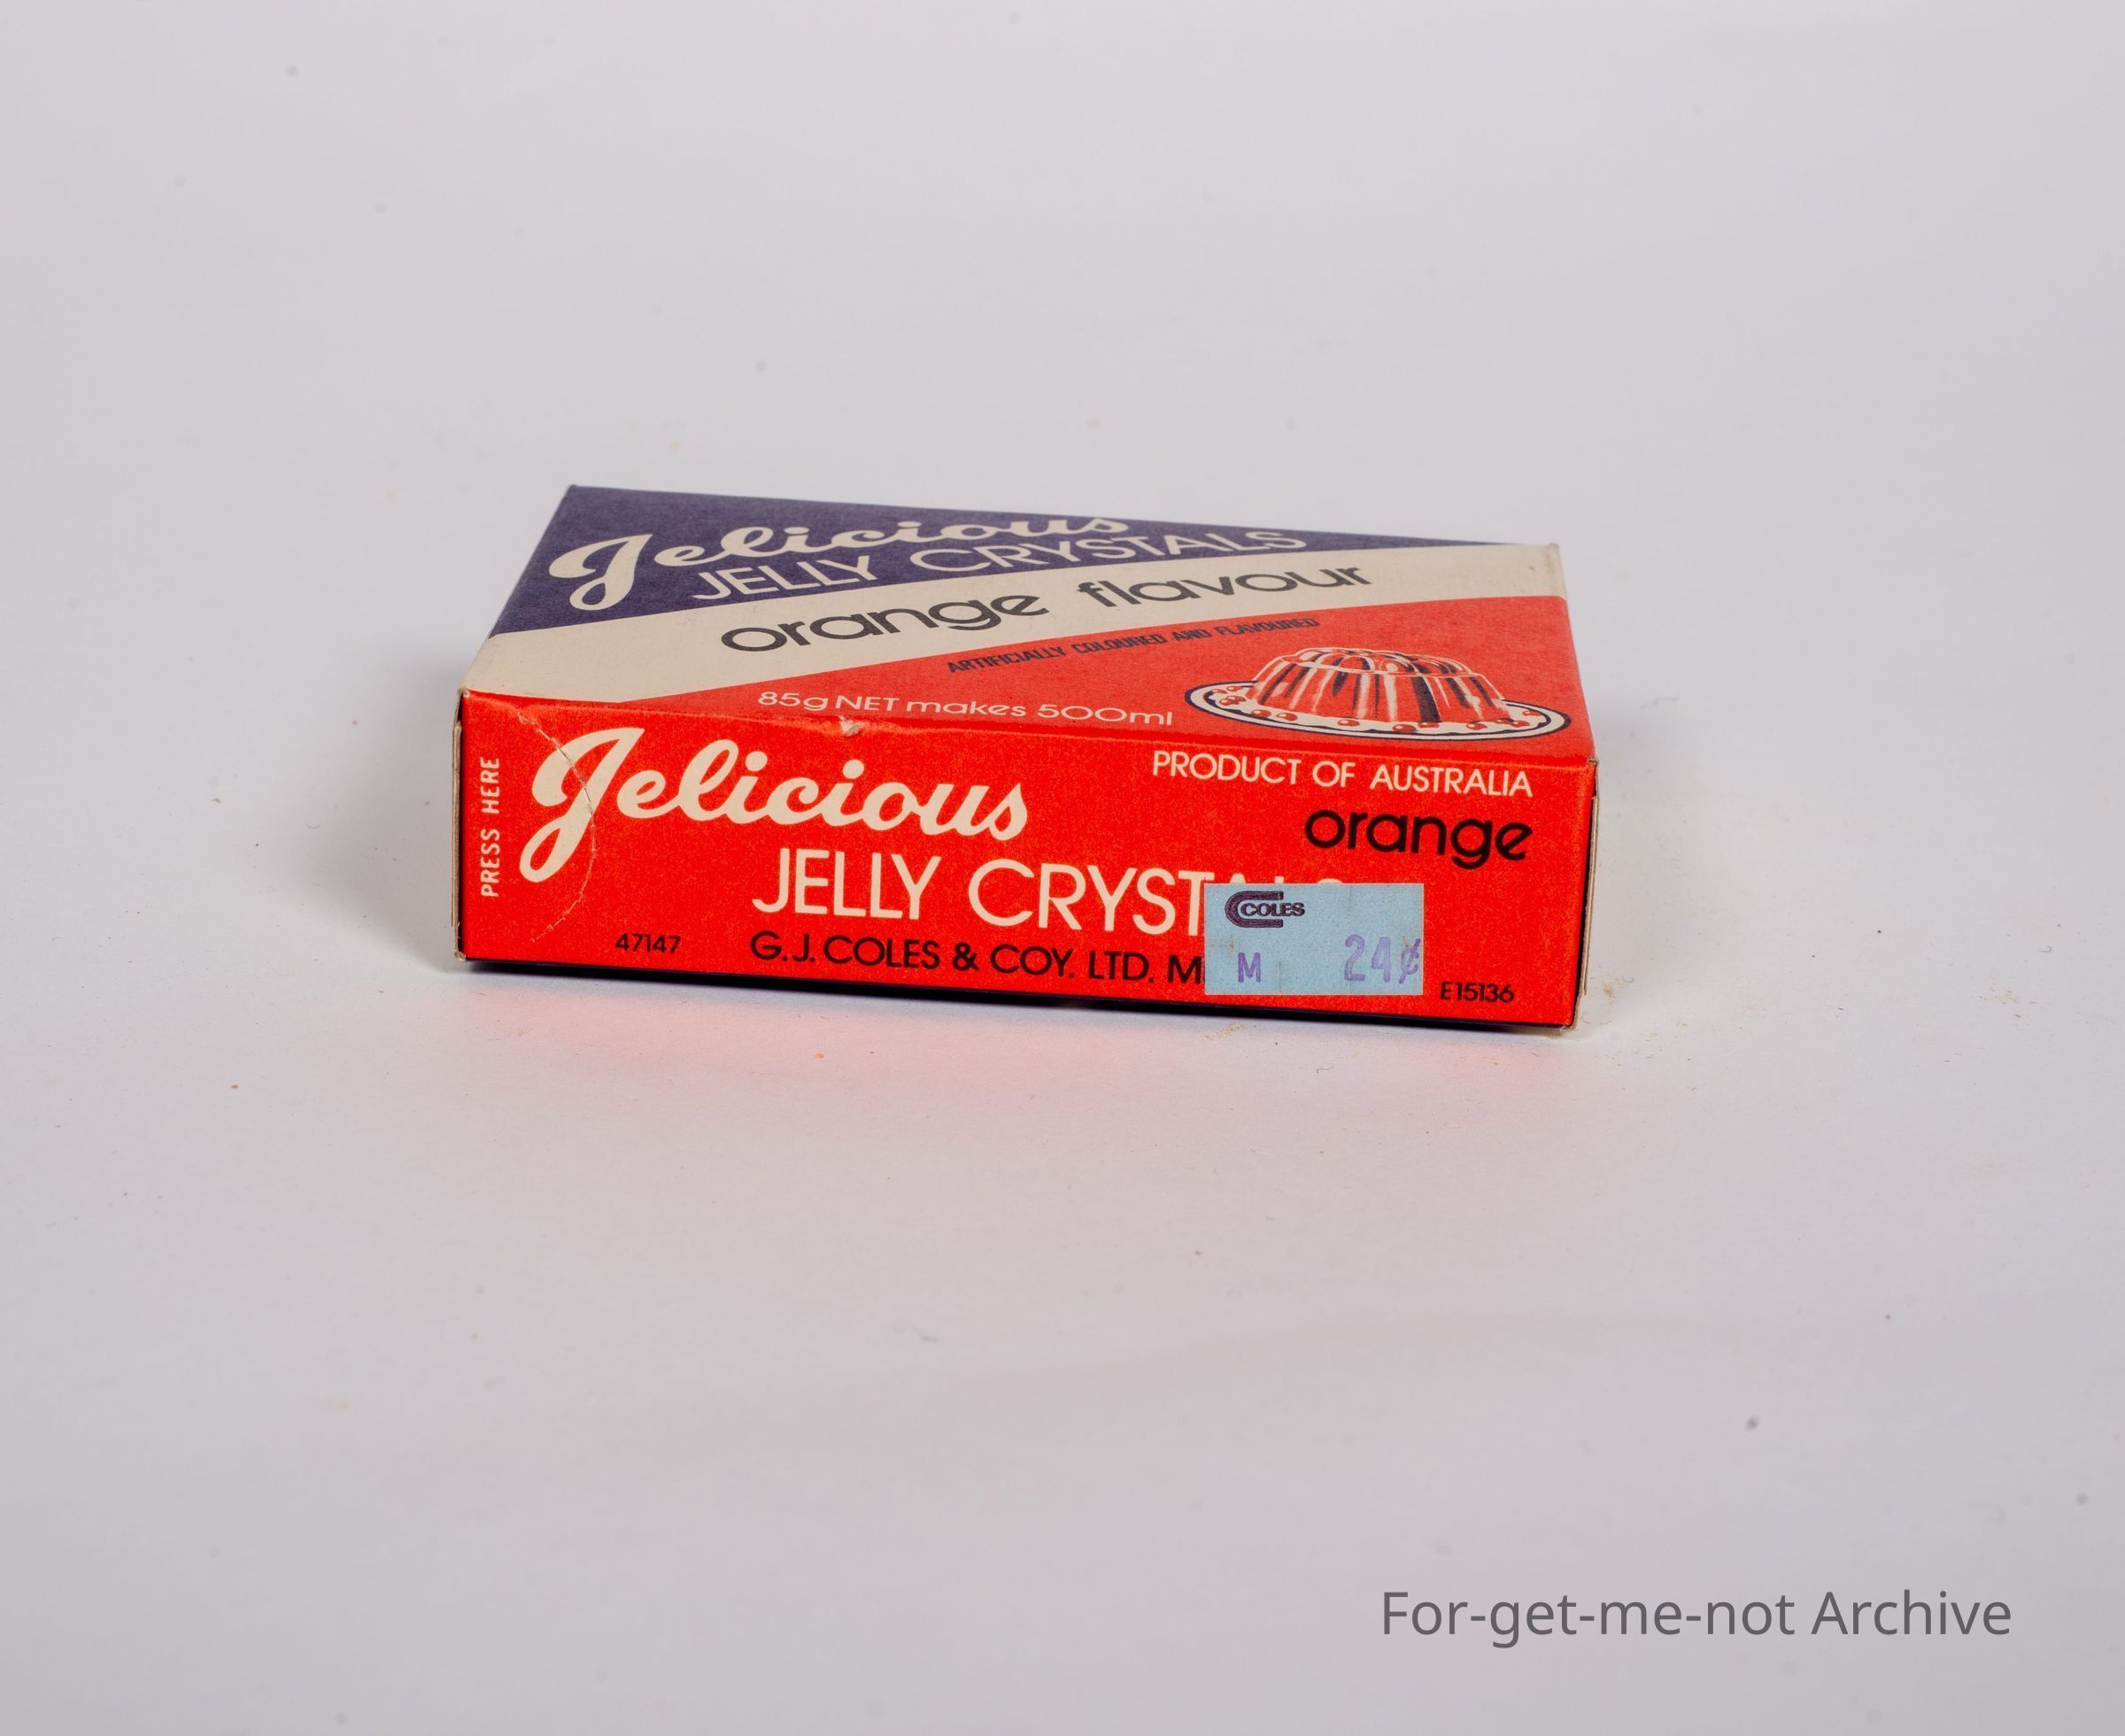 Jelicious
JELLY CRYSTALS
orange flavour
ARTIFICIALLY COLOURED AND FLAVOURED
85g NET makes 500ml
PRESS HERE
Jelicious
PRODUCT OF AUSTRALIA
orange
JELLY CRYSTALS
COLES
47147
G.J. COLES & COY. LTD.
M 24¢
E15136
For-get-me-not Archive